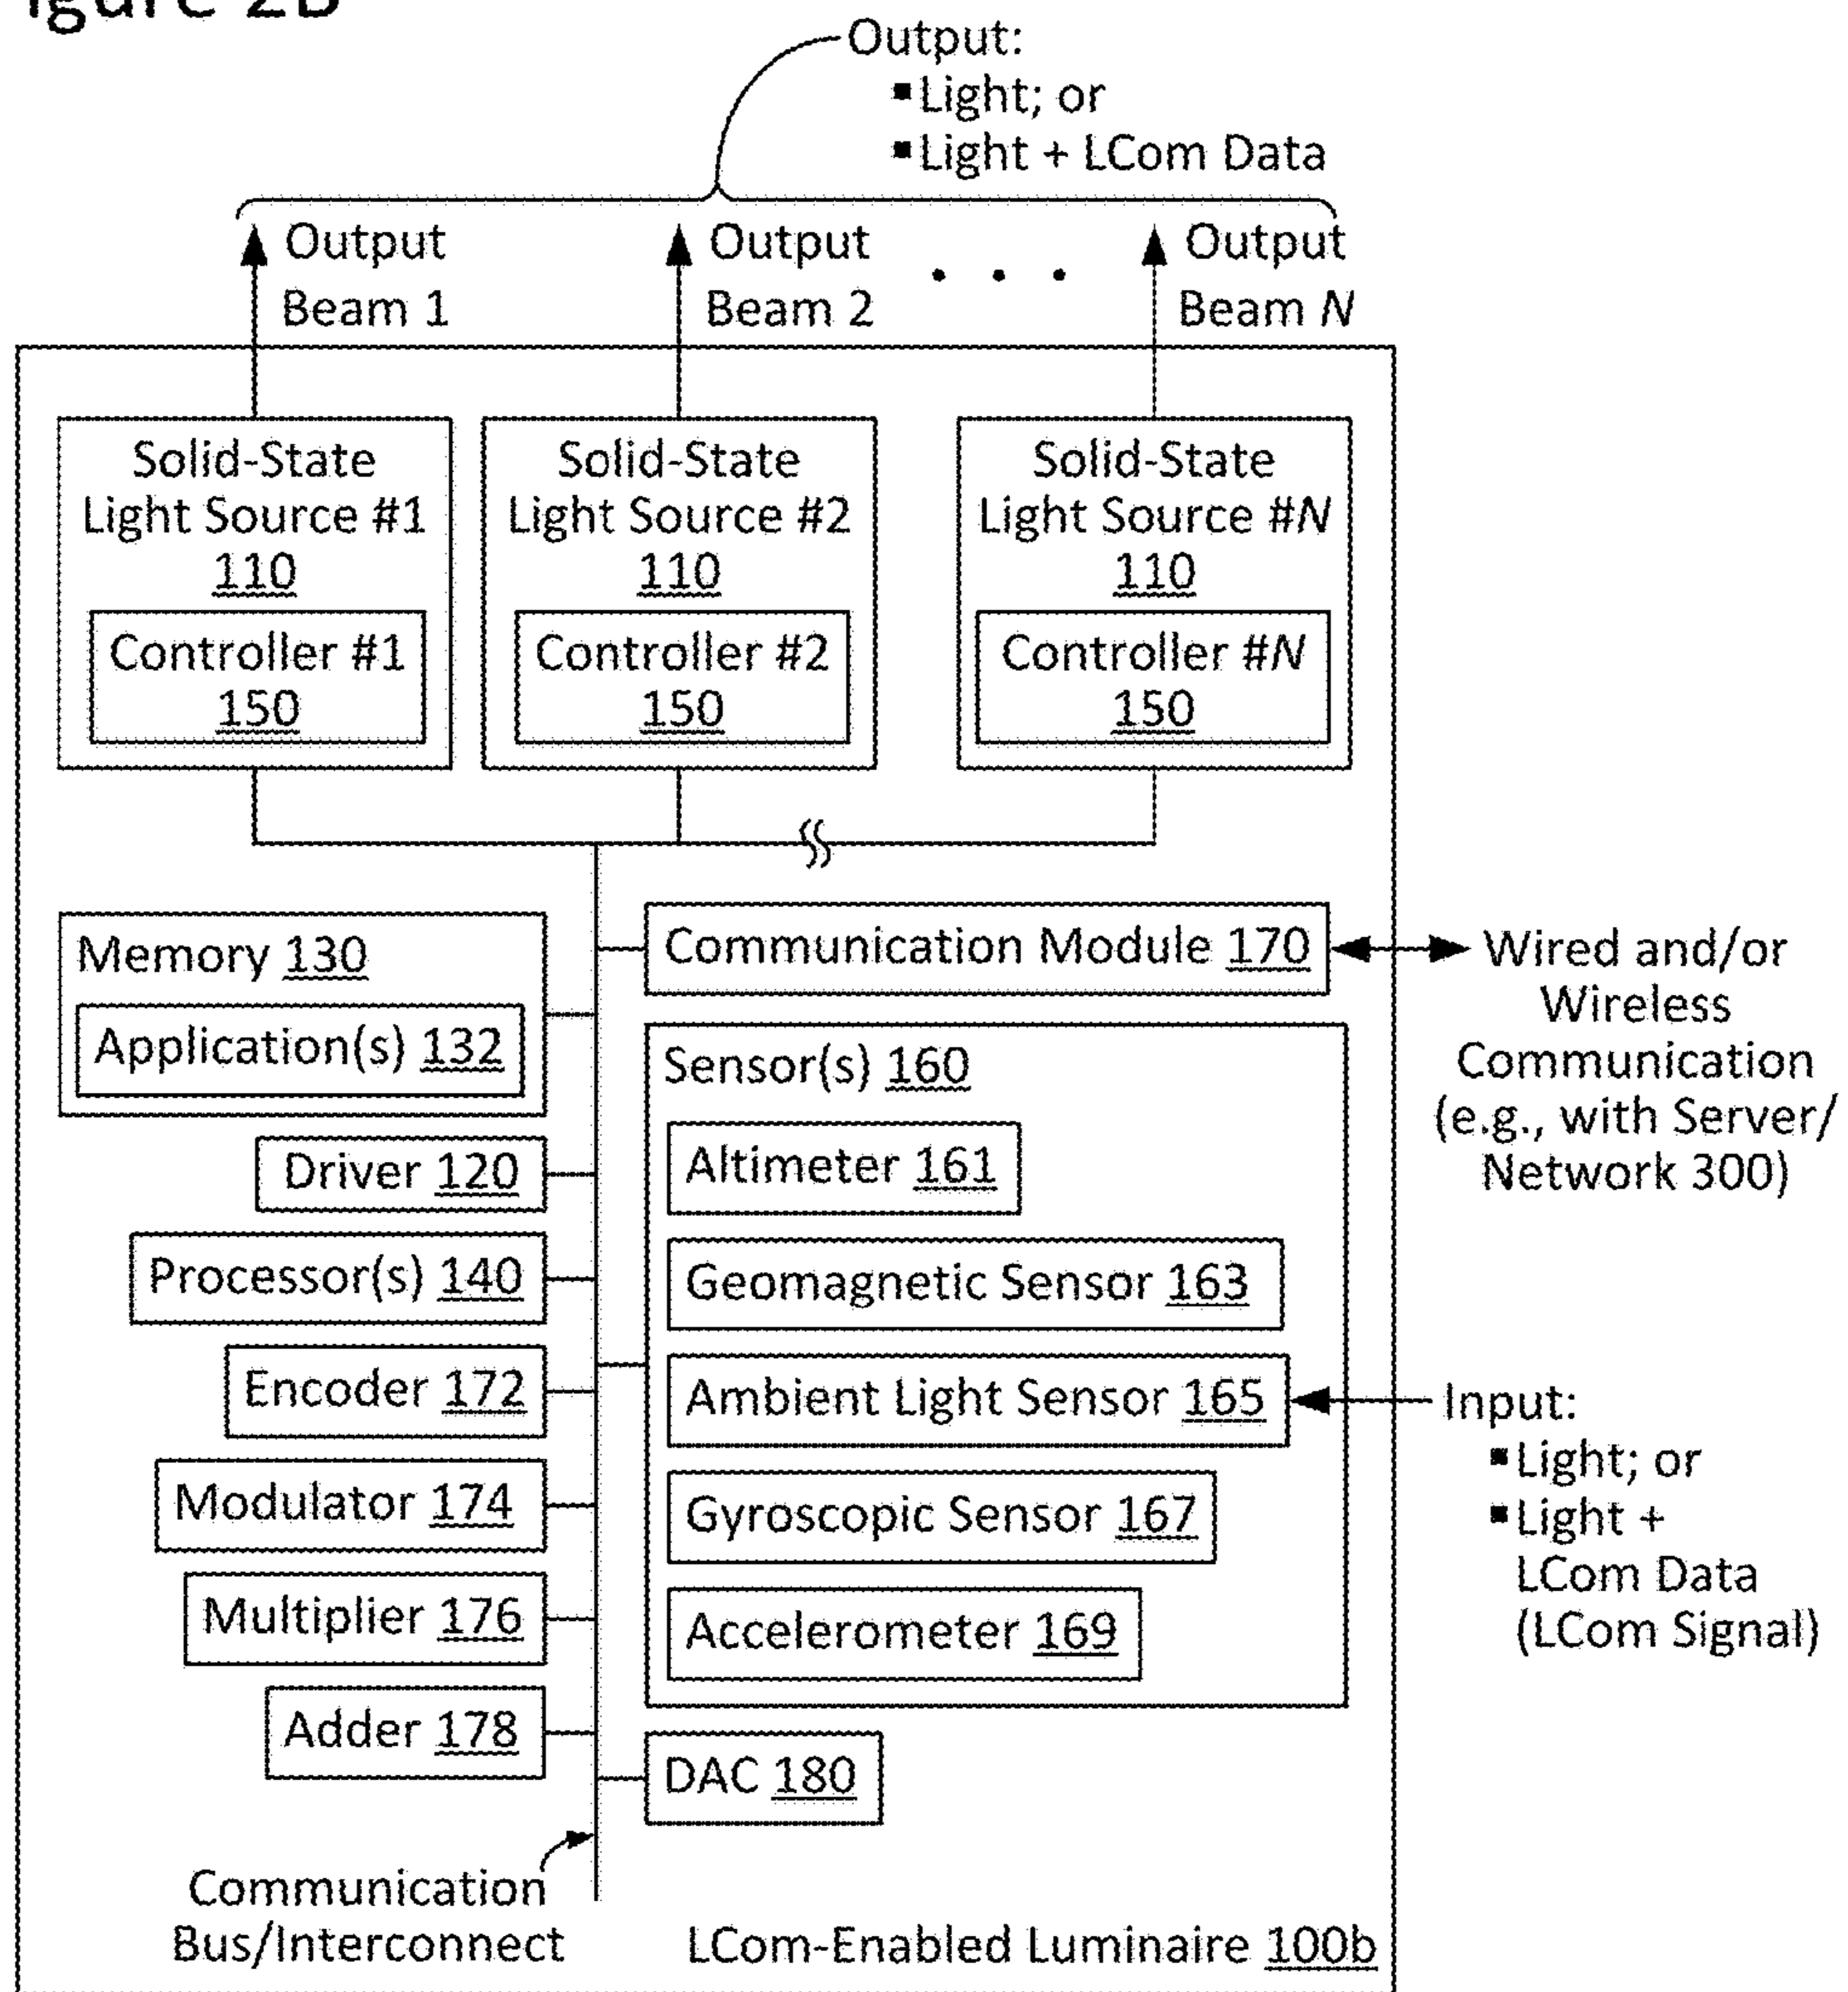 Figure 2B
Output:
▪Light; or
▪Light + LCom Data
Output
Beam 1
Output
Beam 2
. . .
Output
Beam N
Solid-State
Light Source #1
110
Controller #1
150
Solid-State
Light Source #2
110
Controller #2
150
Solid-State
Light Source #N
110
Controller #N
150
Memory 130
Application(s) 132
Driver 120
Processor(s) 140
Encoder 172
Modulator 174
Multiplier 176
Adder 178
Communication
Bus/Interconnect
Communication Module 170
Sensor(s) 160
Altimeter 161
Geomagnetic Sensor 163
Ambient Light Sensor 165
Gyroscopic Sensor 167
Accelerometer 169
DAC 180
LCom-Enabled Luminaire 100b
Wired and/or
Wireless
Communication
(e.g., with Server/
Network 300)
Input:
▪Light; or
▪Light +
LCom Data
(LCom Signal)